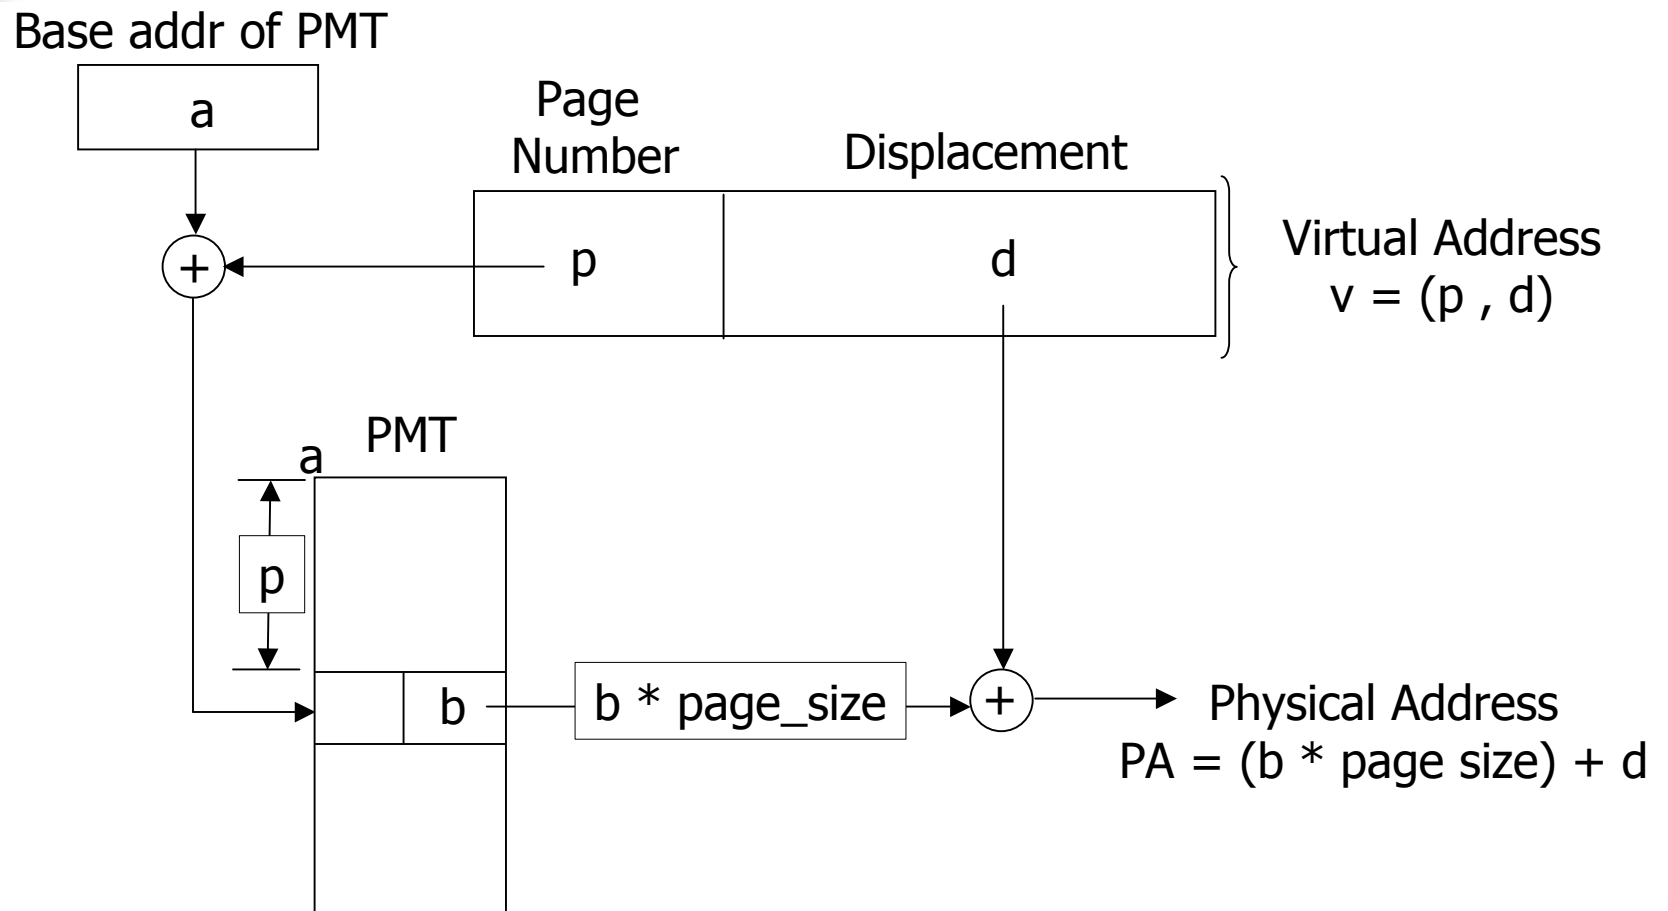 Base addr of PMT
a
Page
Number
Displacement
+
p
d
Virtual Address
v = (p , d)
PMT
a
p
b
b * page_size
+
Physical Address
PA = (b * page size) + d